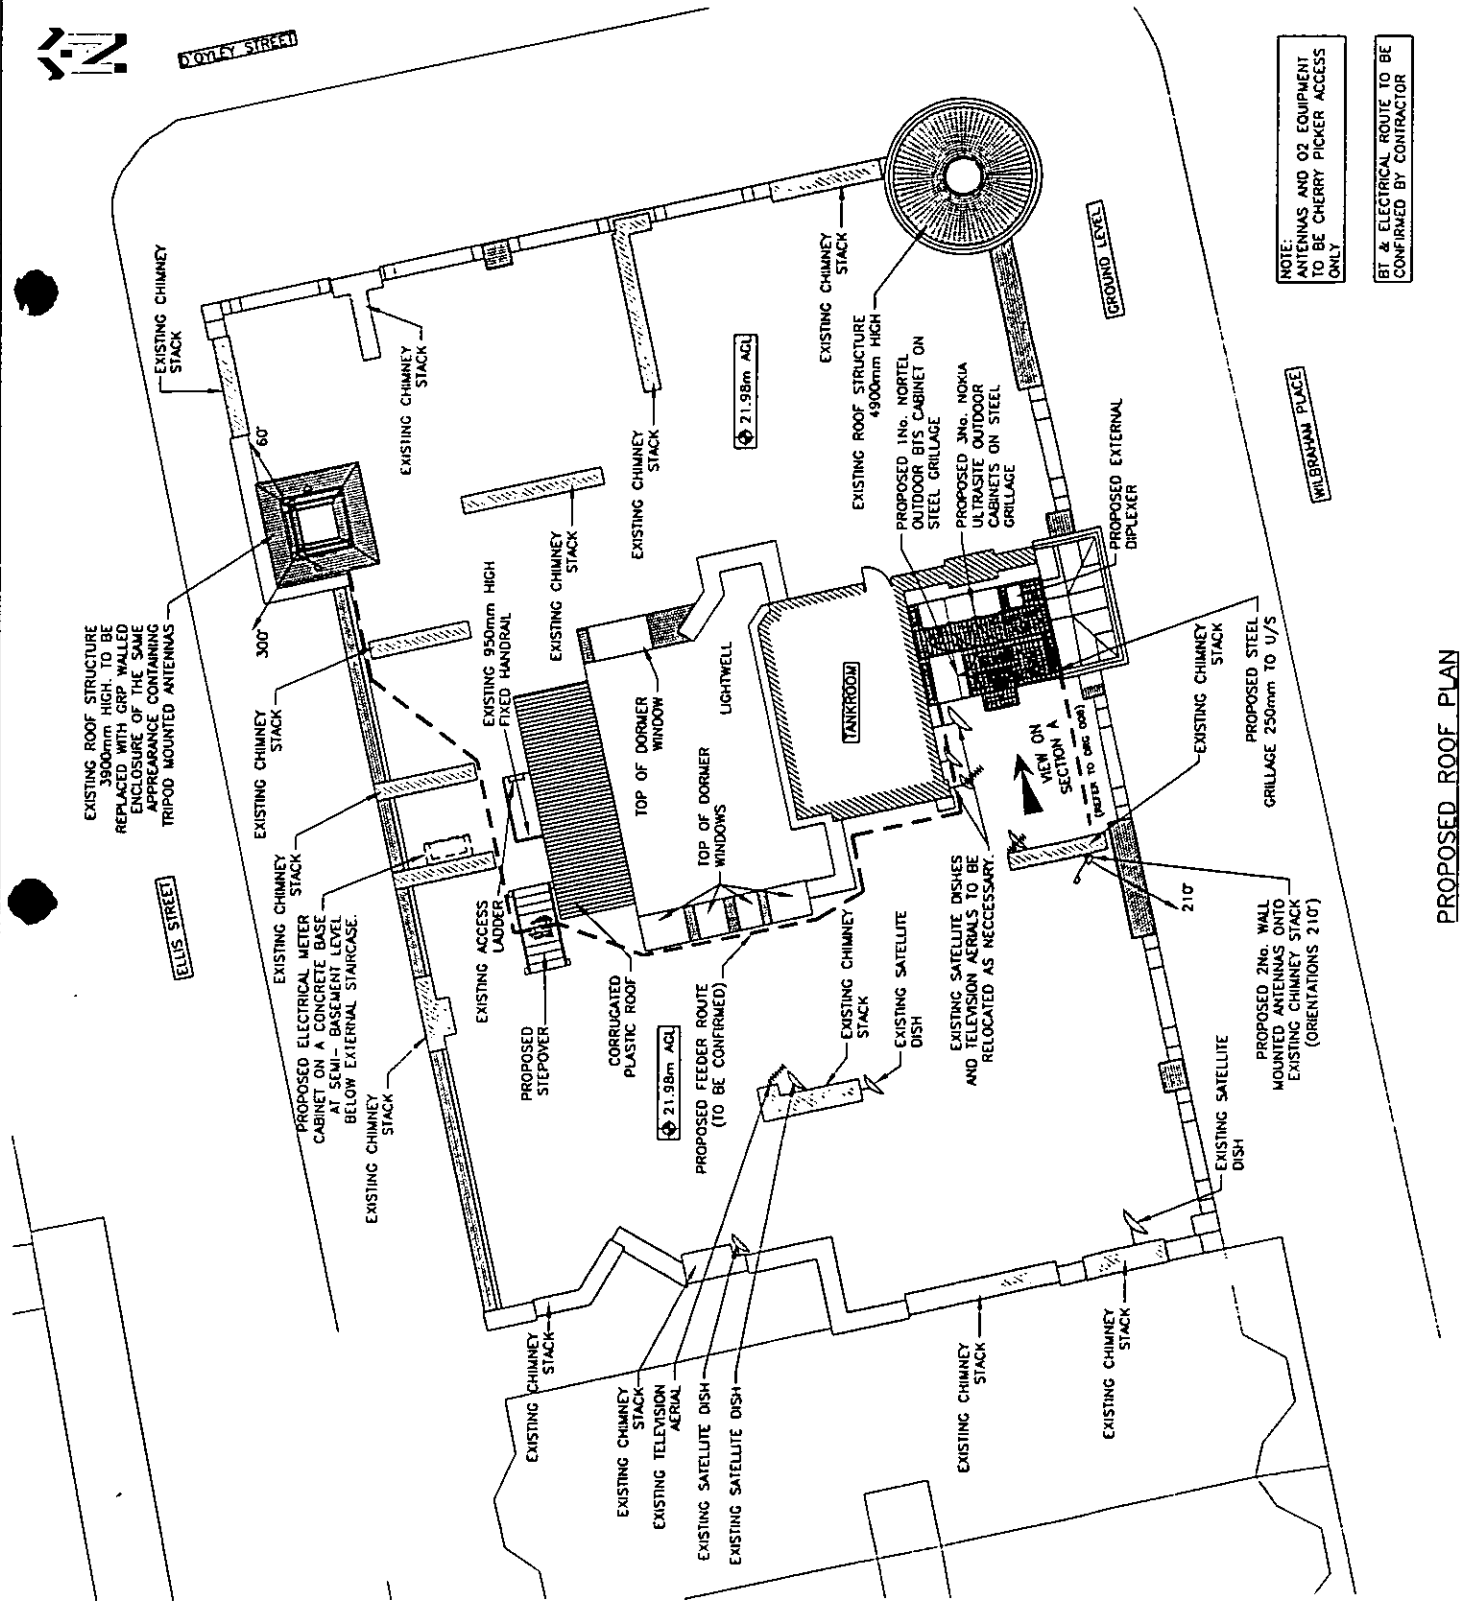 D'OYLEY STREET
EXISTING CHIMNEY
STACK
60°
EXISTING CHIMNEY
STACK
EXISTING ROOF STRUCTURE
3900mm HIGH. TO BE
REPLACED WITH GRP WALLED
ENCLOSURE OF THE SAME
APPREARANCE CONTAINING
TRIPOD MOUNTED ANTENNAS
300°
EXISTING CHIMNEY
STACK
EXISTING CHIMNEY
STACK
EXISTING CHIMNEY
STACK
21.98m AGL
EXISTING CHIMNEY
STACK
EXISTING ROOF STRUCTURE
4900mm HIGH
GROUND LEVEL
NOTE:
ANTENNAS AND O2 EQUIPMENT
TO BE CHERRY PICKER ACCESS
ONLY
BT & ELECTRICAL ROUTE TO BE
CONFIRMED BY CONTRACTOR
WILBRAHAM PLACE
PROPOSED 1No. NORTEL
OUTDOOR BTS CABINET ON
STEEL GRILLAGE
PROPOSED 3No. NOKIA
ULTRASITE OUTDOOR
CABINETS ON STEEL
GRILLAGE
PROPOSED EXTERNAL
DIPLEXER
ELLIS STREET
EXISTING CHIMNEY
STACK
EXISTING CHIMNEY
STACK
PROPOSED ELECTRICAL METER
CABINET ON A CONCRETE BASE
AT SEMI- BASEMENT LEVEL
BELOW EXTERNAL STAIRCASE.
EXISTING CHIMNEY
STACK
EXISTING 950mm HIGH
FIXED HANDRAIL
EXISTING ACCESS
LADDER
PROPOSED
STEPOVER
CORRUGATED
PLASTIC ROOF
TOP OF DORMER
WINDOW
LIGHTWELL
TOP OF DORMER
WINDOWS
TANKROOM
VIEW ON
SECTION A
(REFER TO DRG 008)
EXISTING CHIMNEY
STACK
PROPOSED STEEL
GRILLAGE 250mm TO U/S
21.98m AGL
PROPOSED FEEDER ROUTE
(TO BE CONFIRMED)
EXISTING CHIMNEY
STACK
EXISTING SATELLITE
DISH
EXISTING SATELLITE DISHES
AND TELEVISION AERIALS TO BE
RELOCATED AS NECESSARY.
210°
PROPOSED 2No. WALL
MOUNTED ANTENNAS ONTO
EXISTING CHIMNEY STACK
(ORIENTATIONS 210°)
EXISTING SATELLITE
DISH
EXISTING CHIMNEY
STACK
EXISTING CHIMNEY
STACK
EXISTING TELEVISION
AERIAL
EXISTING SATELLITE DISH
EXISTING SATELLITE DISH
EXISTING CHIMNEY
STACK
EXISTING CHIMNEY
STACK
PROPOSED ROOF PLAN